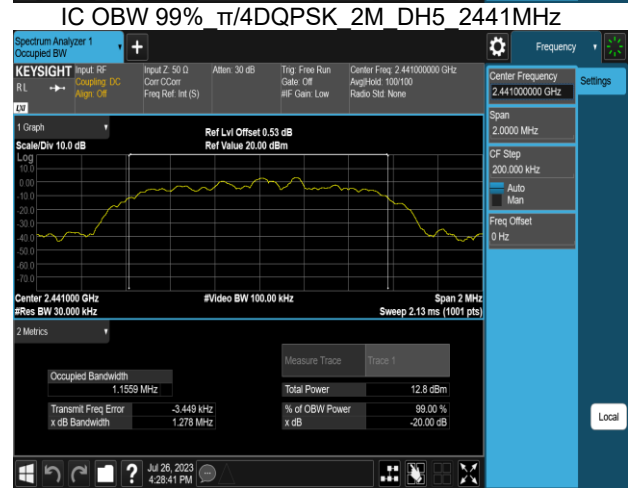 IC OBW 99%_π/4DQPSK_2M_DH5_2441MHz
Spectrum Analyzer 1
Occupied BW
Frequency
KEYSIGHT
RL
LXI
Input: RF
Coupling: DC
Align: Off
Input Z: 50 Ω
Corr CCorr
Freq Ref: Int (S)
Atten: 30 dB
Trig: Free Run
Gate: Off
#IF Gain: Low
Center Freq: 2.441000000 GHz
Avg|Hold: 100/100
Radio Std: None
Center Frequency
2.441000000 GHz
Settings
Span
2.0000 MHz
CF Step
200.000 kHz
Auto
Man
Freq Offset
0 Hz
Local
1 Graph
Scale/Div 10.0 dB
Ref Lvl Offset 0.53 dB
Ref Value 20.00 dBm
Log
10.0
0.00
-10.0
-20.0
-30.0
-40.0
-50.0
-60.0
-70.0
Center 2.441000 GHz
#Res BW 30.000 kHz
#Video BW 100.00 kHz
Span 2 MHz
Sweep 2.13 ms (1001 pts)
2 Metrics
Measure Trace Trace 1
Occupied Bandwidth
1.1559 MHz
Total Power 12.8 dBm
Transmit Freq Error -3.449 kHz
% of OBW Power 99.00 %
x dB Bandwidth 1.278 MHz
x dB -20.00 dB
?
Jul 26, 2023
4:28:41 PM